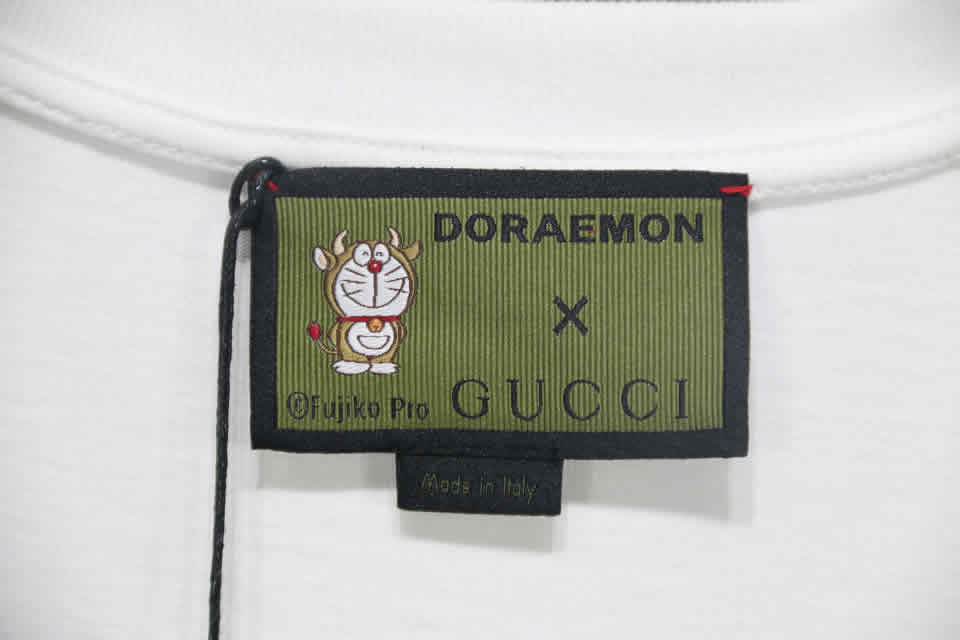 DORAEMON
×
GUCCI
©Fujiko Pro
Made in Italy